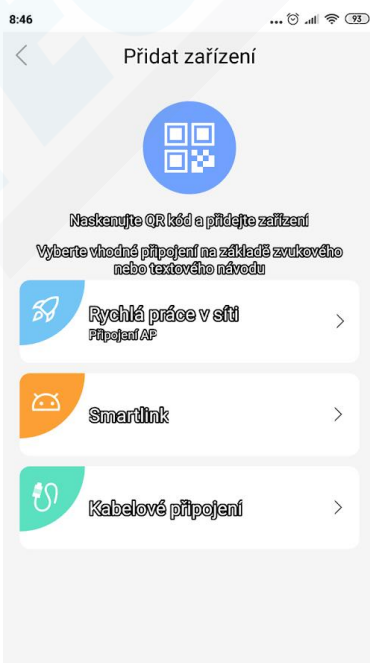 8:46
93
Přidat zařízení
Naskenujte QR kód a přidejte zařízení
Vyberte vhodné připojení na základě zvukového
nebo textového návodu
Rychlá práce v síti
Připojení AP
Smartlink
Kabelové připojení